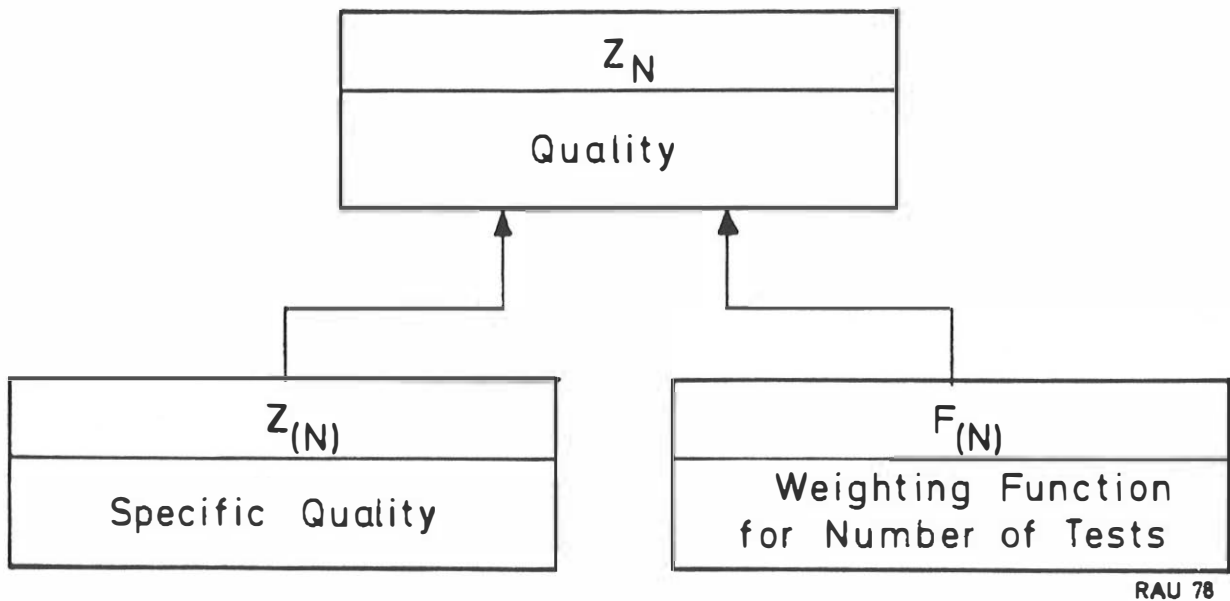 Z_N
Quality
Z_(N)
Specific Quality
F_(N)
Weighting Function
for Number of Tests
RAU 78